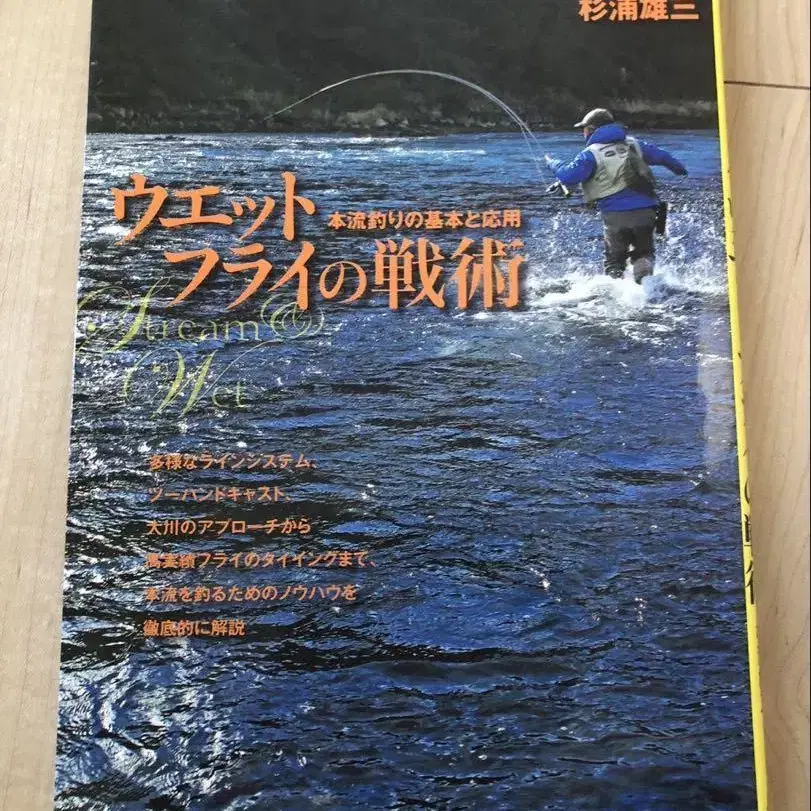 杉浦雄三
ウエット
本流釣りの基本と応用
フライの戦術
Stream &
Wet
多様なラインシステム、
ツーハンドキャスト、
大川のアプローチから
高実績フライのタイイングまで、
本流を釣るためのノウハウを
徹底的に解説